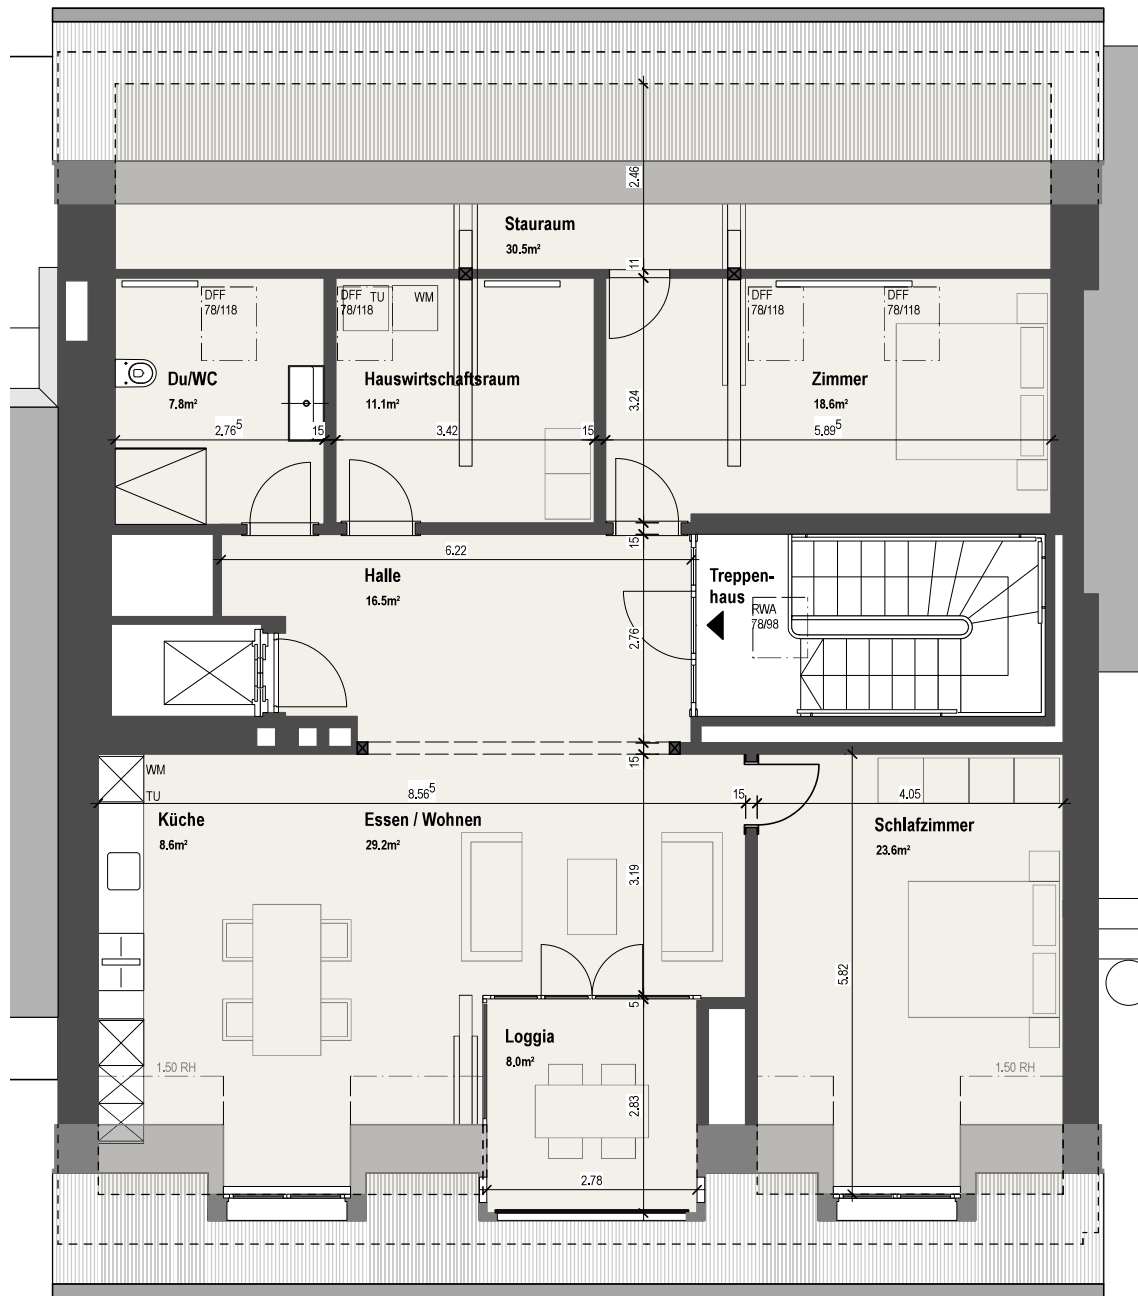 2.46
Stauraum
30.5m²
11
DFF
78/118
DFF
78/118
TU
WM
DFF
78/118
DFF
78/118
Du/WC
7.8m²
Hauswirtschaftsraum
11.1m²
3.24
Zimmer
18.6m²
2.76⁵
15
3.42
15
5.89⁵
15
6.22
Halle
16.5m²
Treppen-
haus
RWA
78/98
2.76
15
WM
TU
8.56⁵
15
4.05
Küche
8.6m²
Essen / Wohnen
29.2m²
Schlafzimmer
23.6m²
3.19
5.82
5
Loggia
8.0m²
1.50 RH
1.50 RH
2.83
2.78